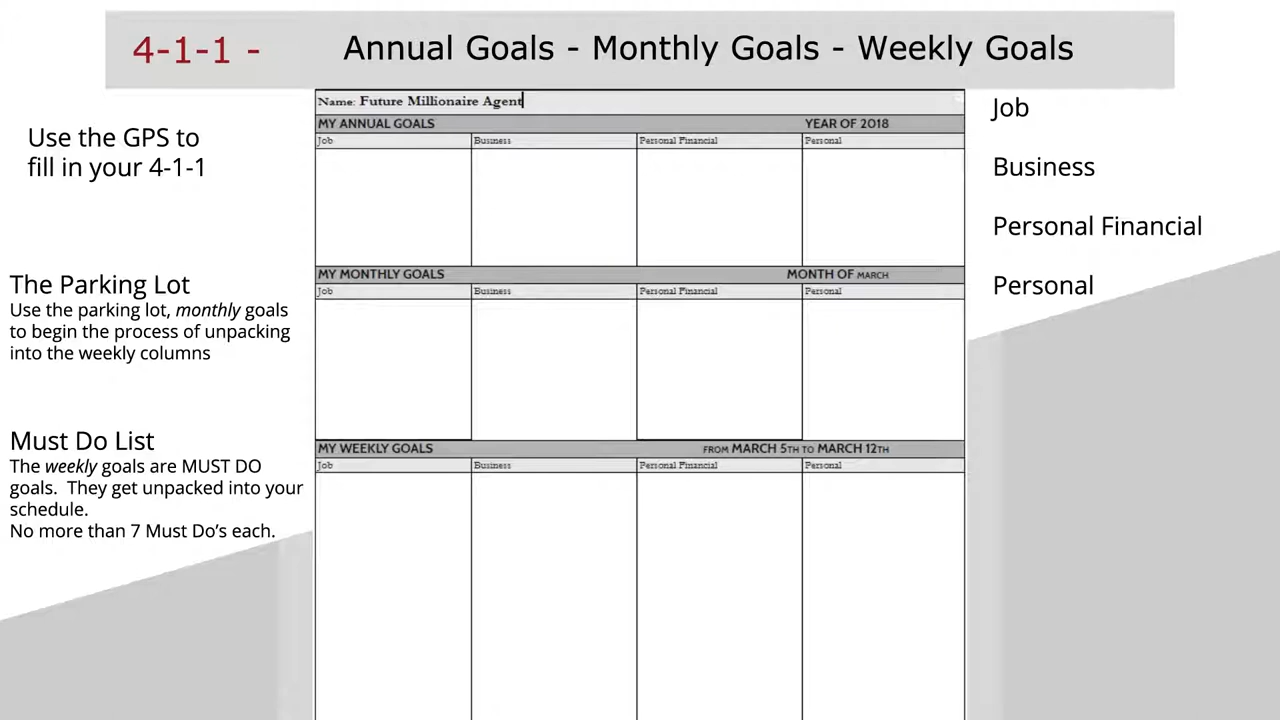 4-1-1 - Annual Goals - Monthly Goals - Weekly Goals
Use the GPS to
fill in your 4-1-1
The Parking Lot
Use the parking lot, monthly goals
to begin the process of unpacking
into the weekly columns
Must Do List
The weekly goals are MUST DO
goals. They get unpacked into your
schedule.
No more than 7 Must Do's each.
Name: Future Millionaire Agent
MY ANNUAL GOALS YEAR OF 2018
Job Business Personal Financial Personal
MY MONTHLY GOALS MONTH OF MARCH
Job Business Personal Financial Personal
MY WEEKLY GOALS FROM MARCH 5TH TO MARCH 12TH
Job Business Personal Financial Personal
Job
Business
Personal Financial
Personal